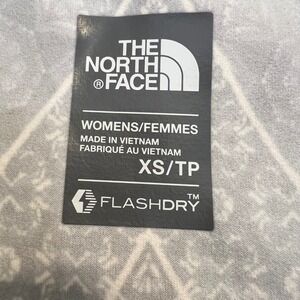 THE
NORTH
® FACE
WOMENS/FEMMES
MADE IN VIETNAM
FABRIQUÉ AU VIETNAM
XS/TP
FLASHDRY™